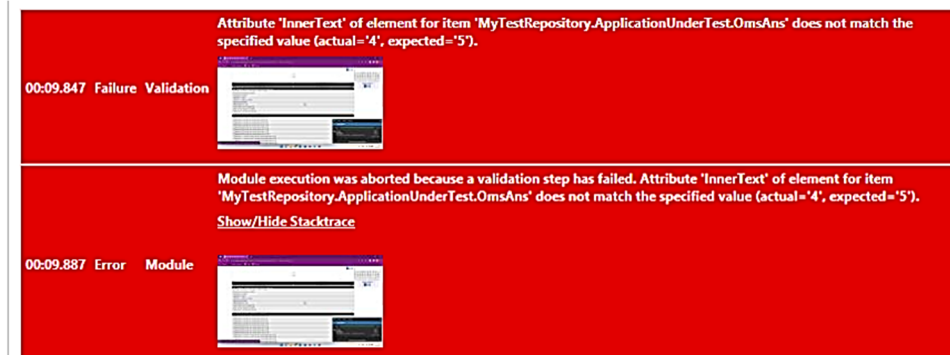 Attribute 'InnerText' of element for item 'MyTestRepository.ApplicationUnderTest.OmsAns' does not match the
specified value (actual='4', expected='5').
00:09.847 Failure Validation
Module execution was aborted because a validation step has failed. Attribute 'InnerText' of element for item
'MyTestRepository.ApplicationUnderTest.OmsAns' does not match the specified value (actual='4', expected='5').
Show/Hide Stacktrace
00:09.887 Error Module